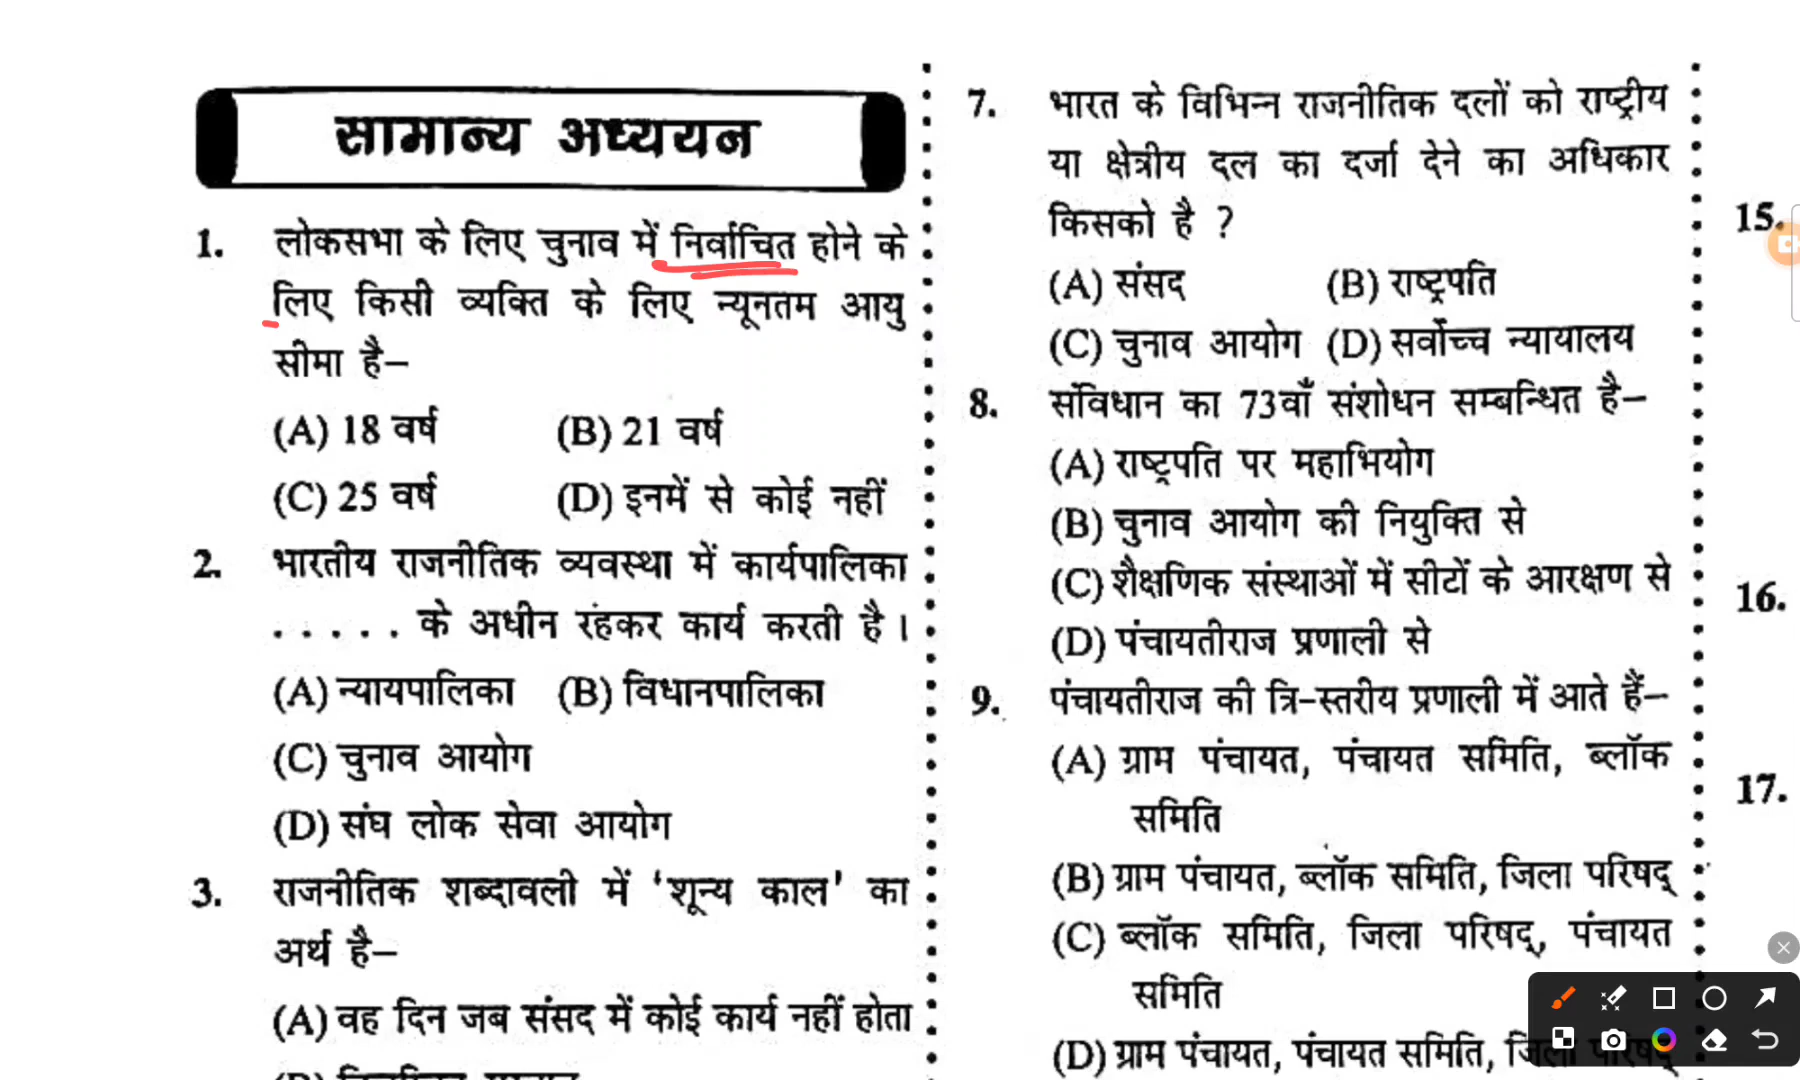 सामान्य अध्ययन
1. लोकसभा के लिए चुनाव में निर्वाचित होने के
लिए किसी व्यक्ति के लिए न्यूनतम आयु
सीमा है–
(A) 18 वर्ष (B) 21 वर्ष
(C) 25 वर्ष (D) इनमें से कोई नहीं
2. भारतीय राजनीतिक व्यवस्था में कार्यपालिका
..... के अधीन रहकर कार्य करती है।
(A) न्यायपालिका (B) विधानपालिका
(C) चुनाव आयोग
(D) संघ लोक सेवा आयोग
3. राजनीतिक शब्दावली में 'शून्य काल' का
अर्थ है–
(A) वह दिन जब संसद में कोई कार्य नहीं होता
7. भारत के विभिन्न राजनीतिक दलों को राष्ट्रीय
या क्षेत्रीय दल का दर्जा देने का अधिकार
किसको है ?
(A) संसद (B) राष्ट्रपति
(C) चुनाव आयोग (D) सर्वोच्च न्यायालय
8. संविधान का 73वाँ संशोधन सम्बन्धित है–
(A) राष्ट्रपति पर महाभियोग
(B) चुनाव आयोग की नियुक्ति से
(C) शैक्षणिक संस्थाओं में सीटों के आरक्षण से
(D) पंचायतीराज प्रणाली से
9. पंचायतीराज की त्रि-स्तरीय प्रणाली में आते हैं–
(A) ग्राम पंचायत, पंचायत समिति, ब्लॉक
समिति
(B) ग्राम पंचायत, ब्लॉक समिति, जिला परिषद्
(C) ब्लॉक समिति, जिला परिषद्, पंचायत
समिति
(D) ग्राम पंचायत, पंचायत समिति, जिला परिषद्
15.
16.
17.